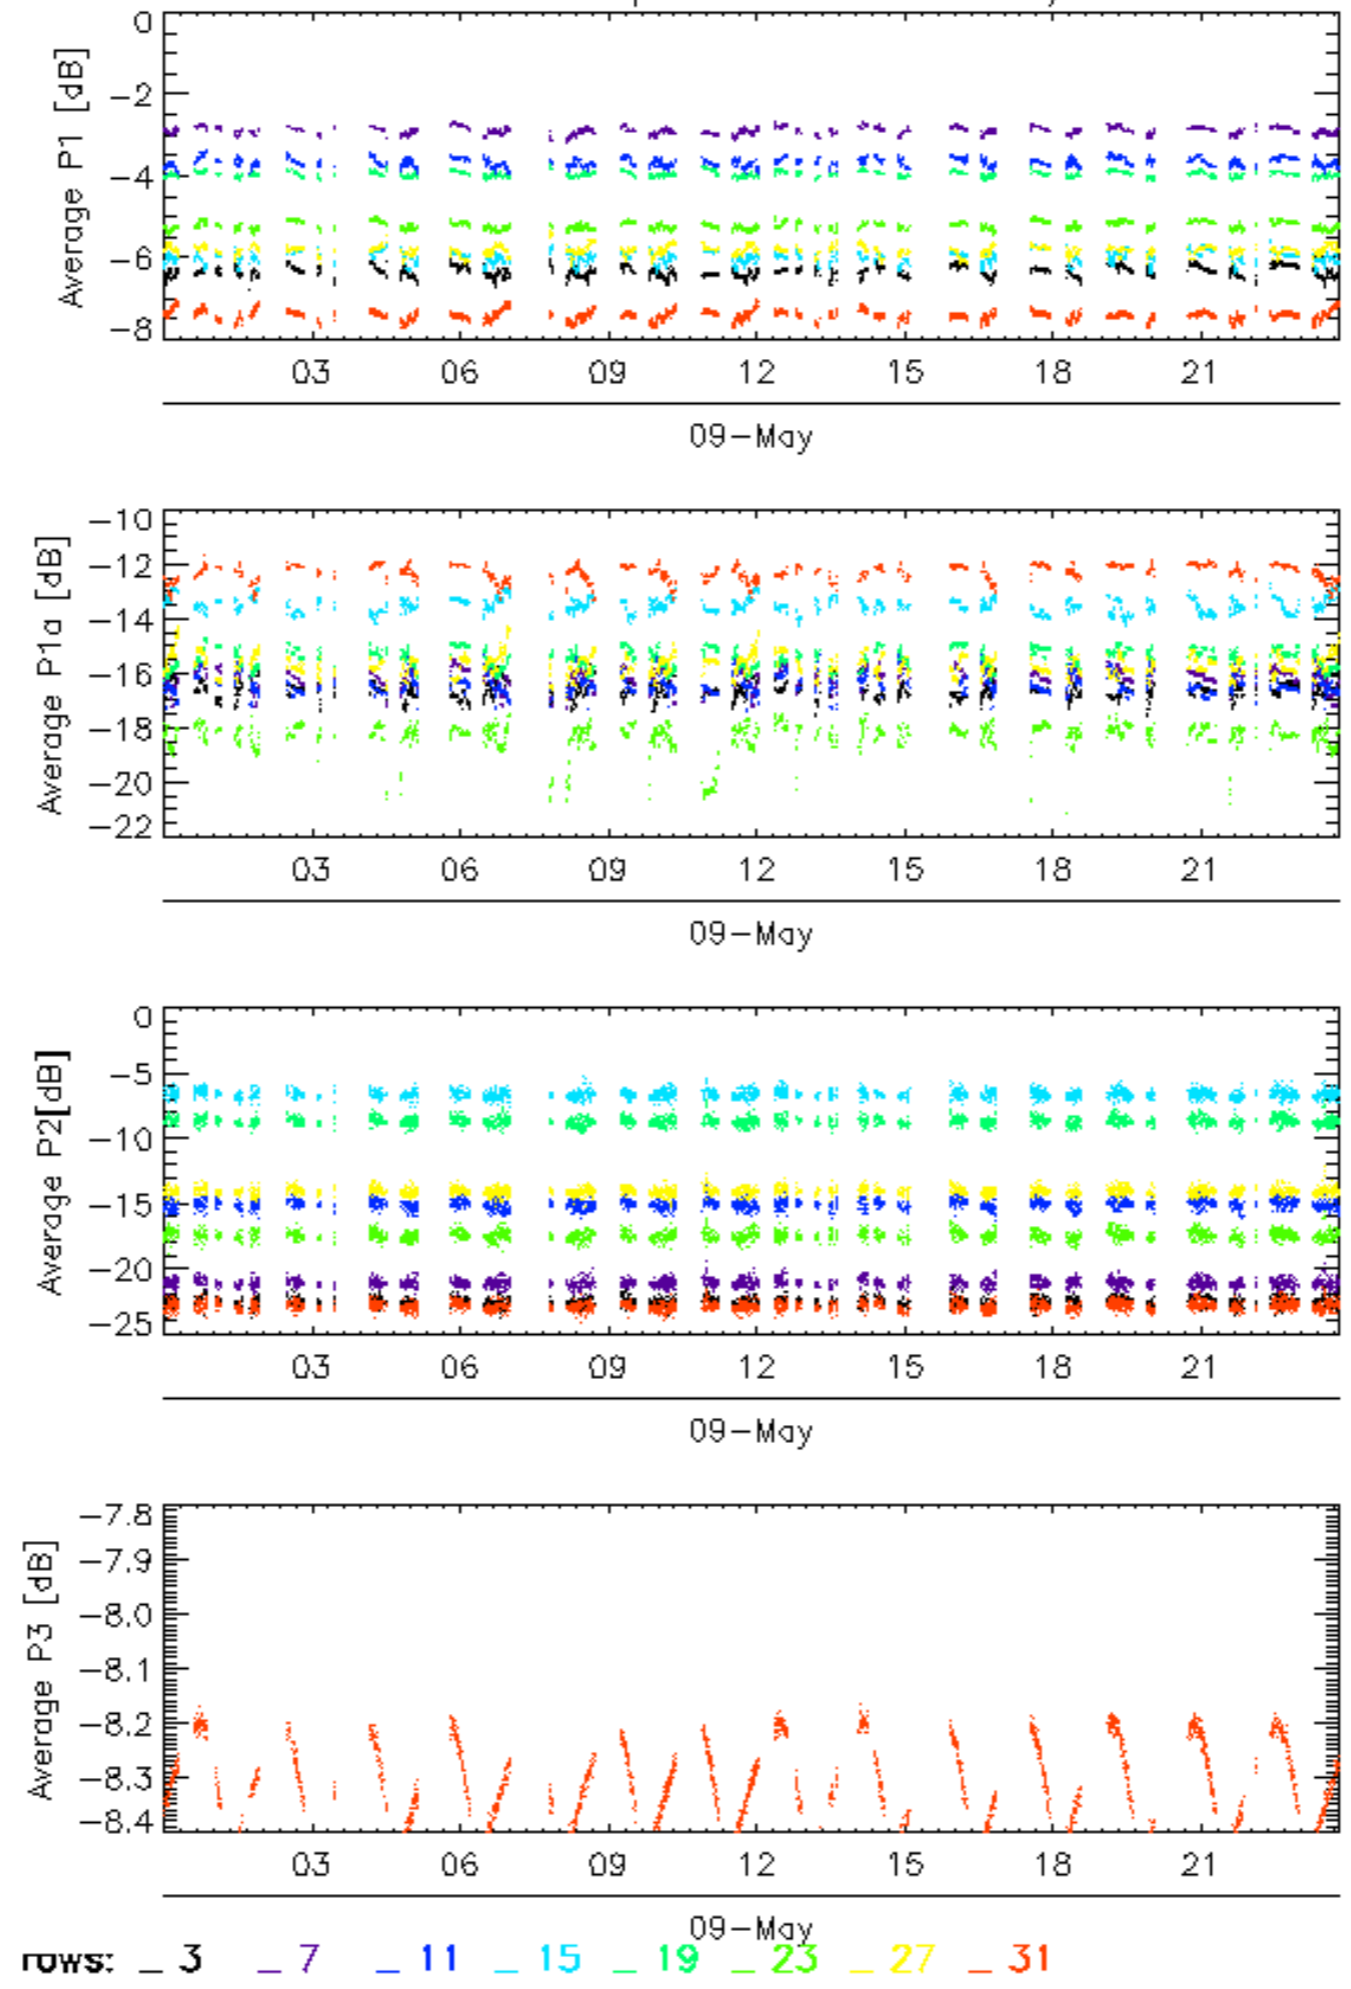 0
−2
−4
−6
−8
Average P1 [dB]
03 06 09 12 15 18 21
09−May
−10
−12
−14
−16
−18
−20
−22
Average P1a [dB]
03 06 09 12 15 18 21
09−May
0
−5
−10
−15
−20
−25
Average P2[dB]
03 06 09 12 15 18 21
09−May
−7.8
−7.9
−8.0
−8.1
−8.2
−8.3
−8.4
Average P3 [dB]
03 06 09 12 15 18 21
09−May
rows: _ 3 _ 7 _ 11 _ 15 _ 19 _ 23 _ 27 _ 31